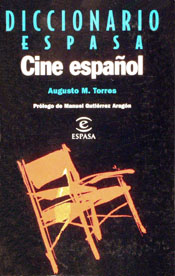 DICCIONARIO
ESPASA
Cine español
Augusto M. Torres
Prólogo de Manuel Gutiérrez Aragón
ESPASA